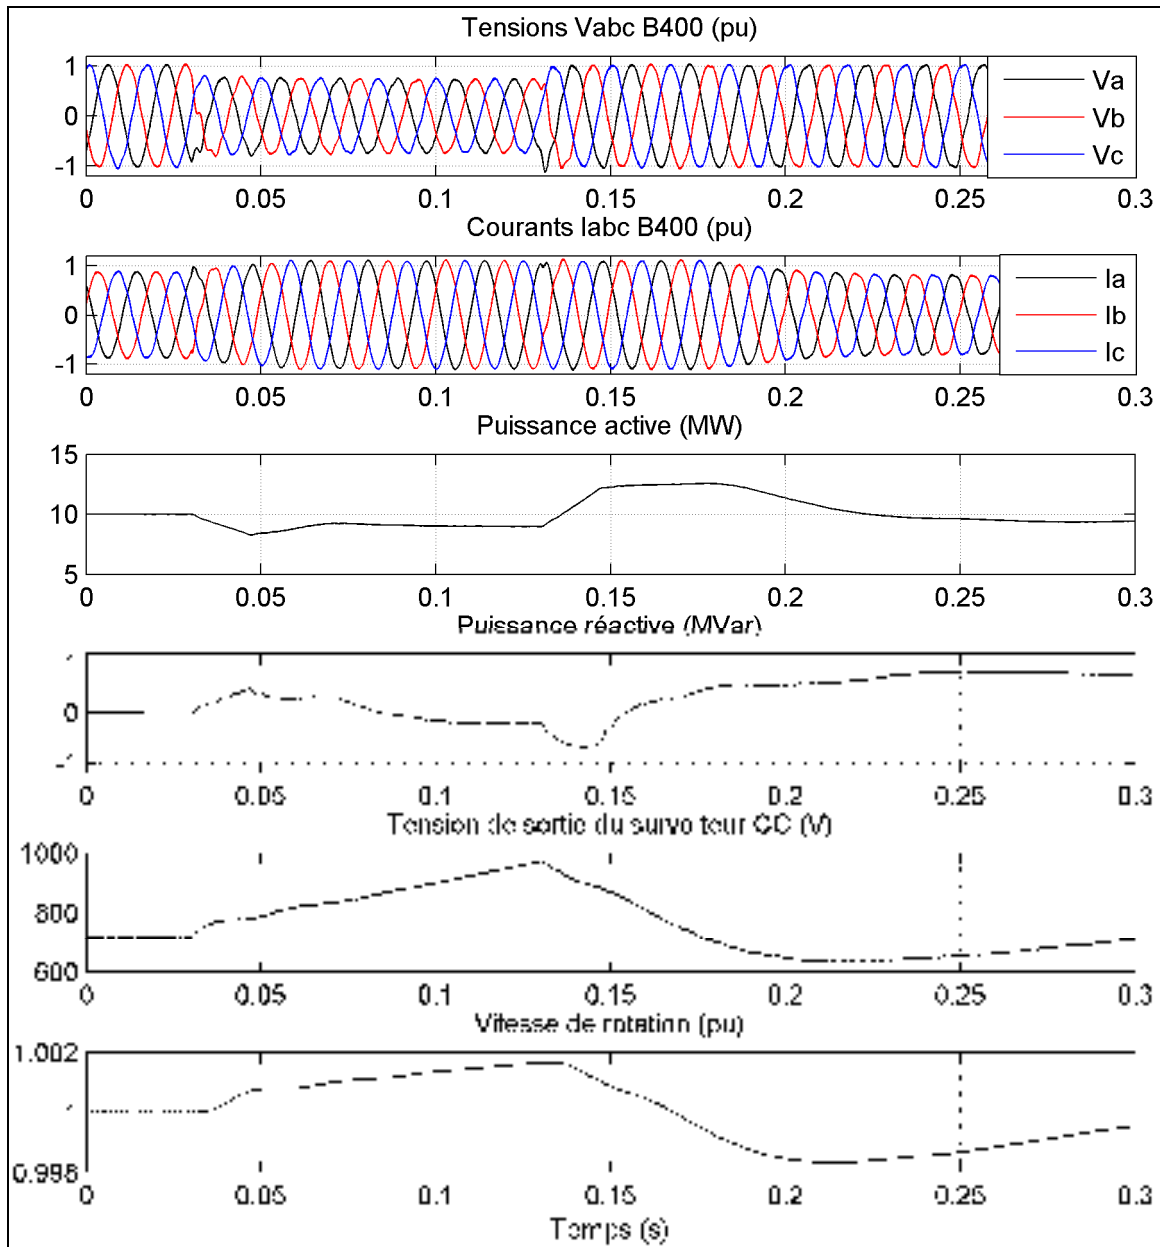 Tensions Vabc B400 (pu)
1
0
-1
Va
Vb
Vc
0 0.05 0.1 0.15 0.2 0.25 0.3
Courants Iabc B400 (pu)
1
0
-1
Ia
Ib
Ic
0 0.05 0.1 0.15 0.2 0.25 0.3
Puissance active (MW)
15
10
5
0 0.05 0.1 0.15 0.2 0.25 0.3
Puissance réactive (MVar)
0
0 0.05 0.1 0.15 0.2 0.25 0.3
Tension de sortie du CC (V)
1000
800
600
0 0.05 0.1 0.15 0.2 0.25 0.3
Vitesse de rotation (pu)
1.002
0.998
0 0.05 0.1 0.15 0.2 0.25 0.3
Temps (s)